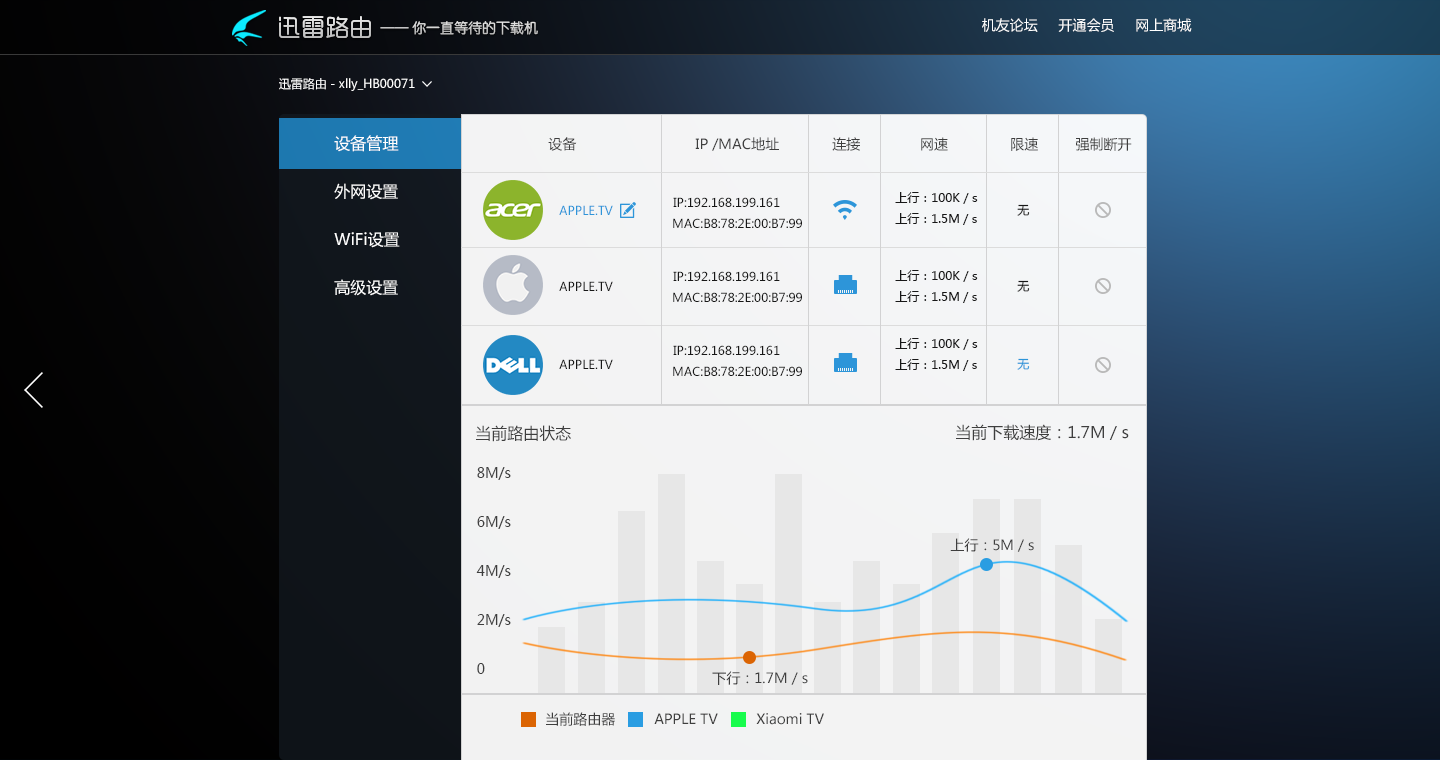 迅雷路由 —— 你一直等待的下载机
机友论坛 开通会员 网上商城
迅雷路由 - xlly_HB00071
设备管理
外网设置
WiFi设置
高级设置
设备 IP /MAC地址 连接 网速 限速 强制断开
acer APPLE.TV
IP:192.168.199.161
MAC:B8:78:2E:00:B7:99
上行：100K / s
上行：1.5M / s
无
APPLE.TV
IP:192.168.199.161
MAC:B8:78:2E:00:B7:99
上行：100K / s
上行：1.5M / s
无
DELL APPLE.TV
IP:192.168.199.161
MAC:B8:78:2E:00:B7:99
上行：100K / s
上行：1.5M / s
无
当前路由状态 当前下载速度：1.7M / s
8M/s
6M/s
上行：5M / s
4M/s
2M/s
0
下行：1.7M / s
当前路由器 APPLE TV Xiaomi TV